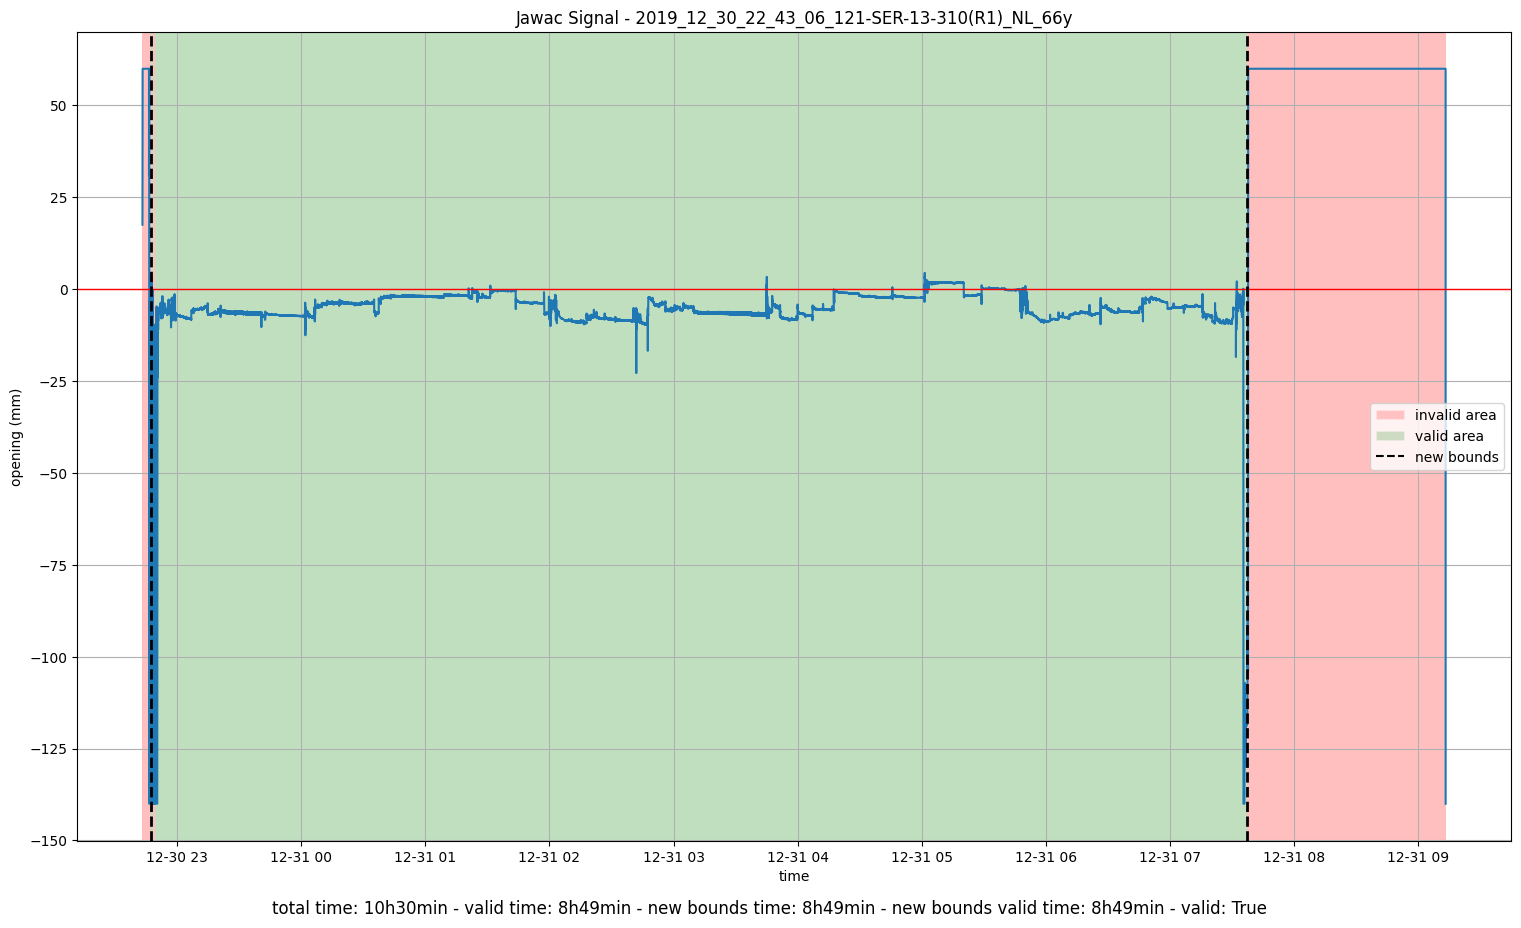 Jawac Signal - 2019_12_30_22_43_06_121-SER-13-310(R1)_NL_66y
opening (mm)
50
25
0
−25
−50
−75
−100
−125
−150
invalid area
valid area
new bounds
12-30 23 12-31 00 12-31 01 12-31 02 12-31 03 12-31 04 12-31 05 12-31 06 12-31 07 12-31 08 12-31 09
time
total time: 10h30min - valid time: 8h49min - new bounds time: 8h49min - new bounds valid time: 8h49min - valid: True